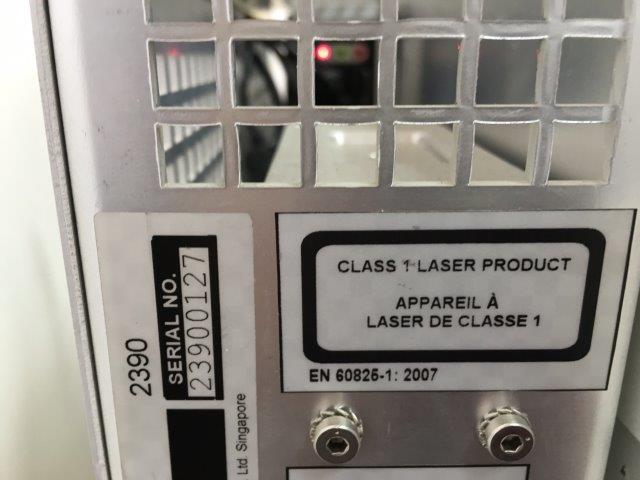 2390
SERIAL NO.
23900127
Ltd Singapore
CLASS 1 LASER PRODUCT
APPAREIL À
LASER DE CLASSE 1
EN 60825-1: 2007